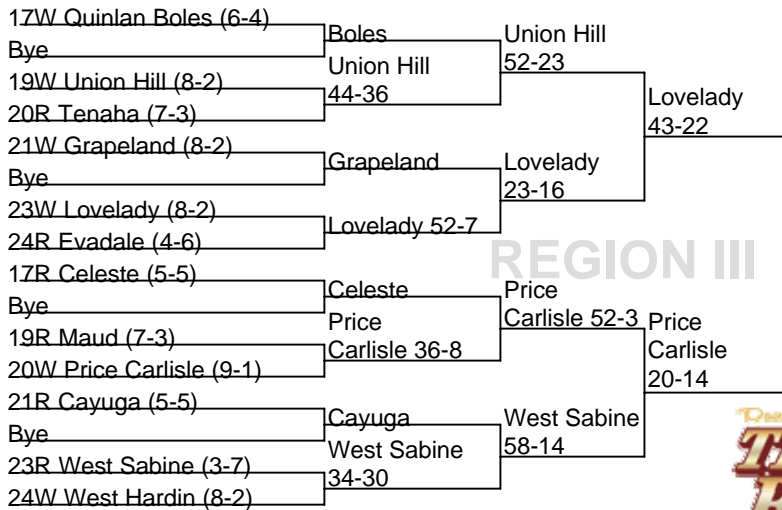 17W Quinlan Boles (6-4)
Bye
19W Union Hill (8-2)
20R Tenaha (7-3)
21W Grapeland (8-2)
Bye
23W Lovelady (8-2)
24R Evadale (4-6)
17R Celeste (5-5)
Bye
19R Maud (7-3)
20W Price Carlisle (9-1)
21R Cayuga (5-5)
Bye
23R West Sabine (3-7)
24W West Hardin (8-2)
Boles
Union Hill
44-36
Grapeland
Lovelady 52-7
Celeste
Price
Carlisle 36-8
Cayuga
West Sabine
34-30
Union Hill
52-23
Lovelady
23-16
Price
Carlisle 52-3
West Sabine
58-14
Lovelady
43-22
Price
Carlisle
20-14
REGION III